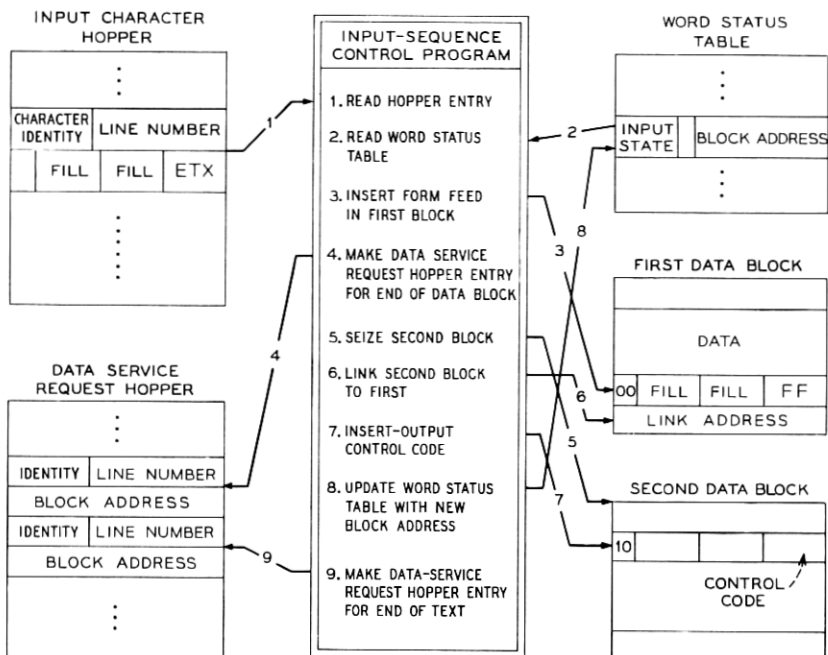 INPUT CHARACTER
HOPPER
CHARACTER
IDENTITY
LINE NUMBER
FILL
FILL
ETX
DATA SERVICE
REQUEST HOPPER
IDENTITY
LINE NUMBER
BLOCK ADDRESS
IDENTITY
LINE NUMBER
BLOCK ADDRESS
1
4
9
INPUT-SEQUENCE
CONTROL PROGRAM
1. READ HOPPER ENTRY
2. READ WORD STATUS
TABLE
3. INSERT FORM FEED
IN FIRST BLOCK
4. MAKE DATA SERVICE
REQUEST HOPPER ENTRY
FOR END OF DATA BLOCK
5. SEIZE SECOND BLOCK
6. LINK SECOND BLOCK
TO FIRST
7. INSERT-OUTPUT
CONTROL CODE
8. UPDATE WORD STATUS
TABLE WITH NEW
BLOCK ADDRESS
9. MAKE DATA-SERVICE
REQUEST HOPPER ENTRY
FOR END OF TEXT
2
8
3
6
5
7
WORD STATUS
TABLE
INPUT
STATE
BLOCK ADDRESS
FIRST DATA BLOCK
DATA
00
FILL
FILL
FF
LINK ADDRESS
SECOND DATA BLOCK
10
CONTROL
CODE